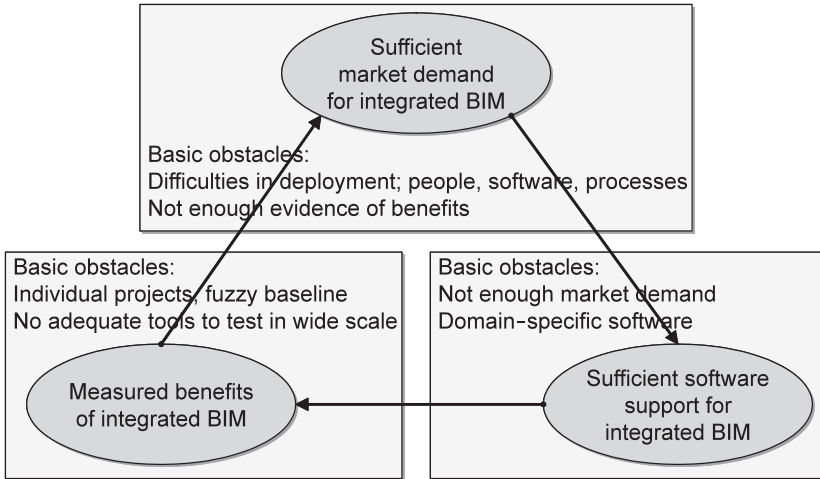 Sufficient
market demand
for integrated BIM
Basic obstacles:
Difficulties in deployment; people, software, processes
Not enough evidence of benefits
Basic obstacles:
Individual projects, fuzzy baseline
No adequate tools to test in wide scale
Measured benefits
of integrated BIM
Basic obstacles:
Not enough market demand
Domain-specific software
Sufficient software
support for
integrated BIM